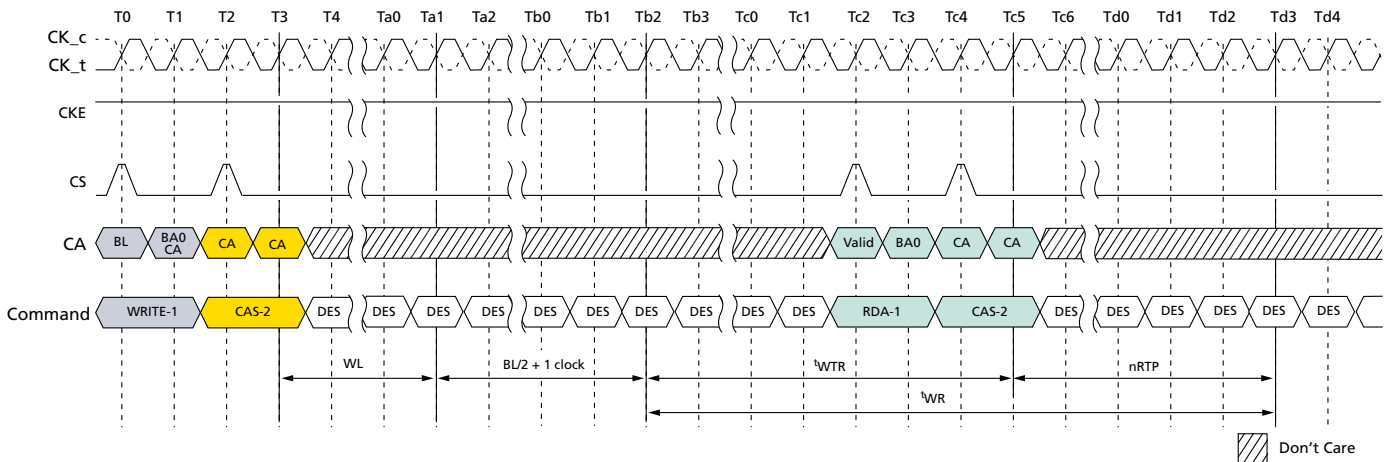 T0 T1 T2 T3 T4 Ta0 Ta1 Ta2 Tb0 Tb1 Tb2 Tb3 Tc0 Tc1 Tc2 Tc3 Tc4 Tc5 Tc6 Td0 Td1 Td2 Td3 Td4
CK_c
CK_t
CKE
CS
CA BL BA0 CA CA CA Valid BA0 CA CA
Command WRITE-1 CAS-2 DES DES DES DES DES DES DES DES DES DES RDA-1 CAS-2 DES DES DES DES DES DES
WL BL/2 + 1 clock tWTR nRTP
tWR
Don't Care